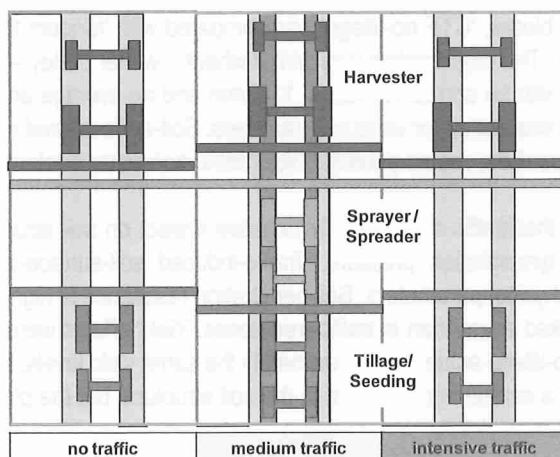 Harvester
Sprayer/
Spreader
Tillage/
Seeding
no traffic
medium traffic
intensive traffic